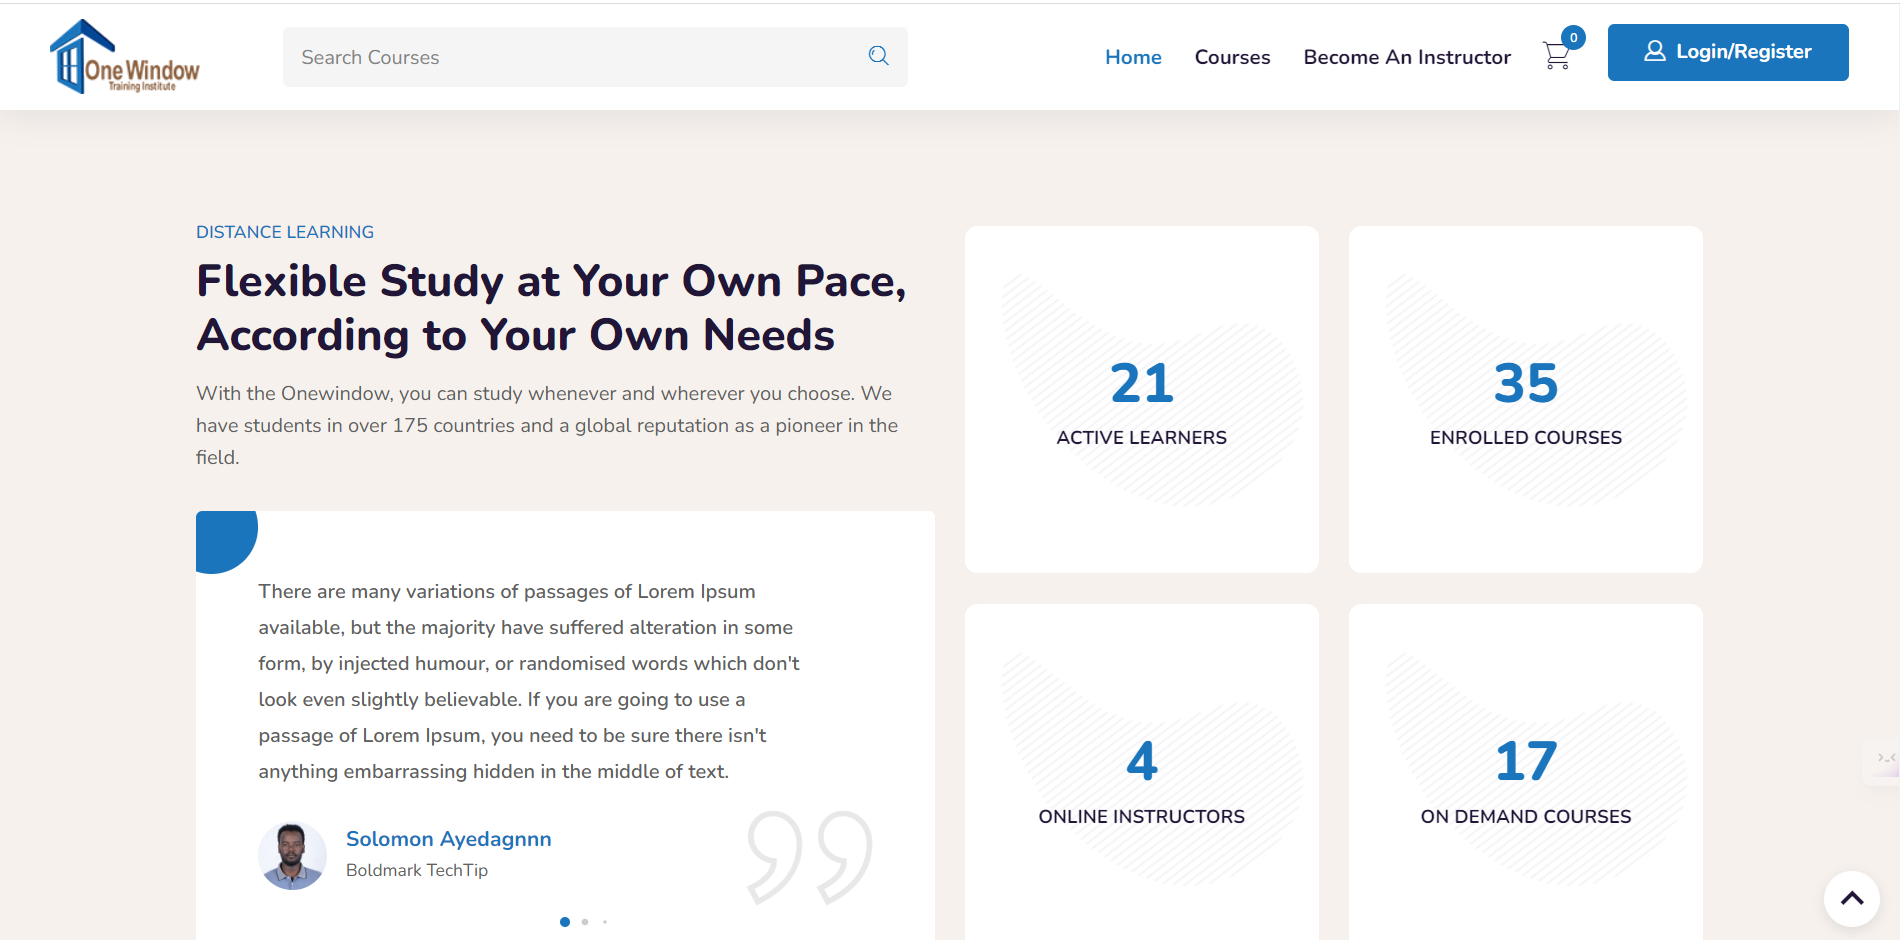 One Window
Training Institute
Search Courses
Home
Courses
Become An Instructor
0
Login/Register
DISTANCE LEARNING
Flexible Study at Your Own Pace,
According to Your Own Needs
With the Onewindow, you can study whenever and wherever you choose. We
have students in over 175 countries and a global reputation as a pioneer in the
field.
There are many variations of passages of Lorem Ipsum
available, but the majority have suffered alteration in some
form, by injected humour, or randomised words which don't
look even slightly believable. If you are going to use a
passage of Lorem Ipsum, you need to be sure there isn't
anything embarrassing hidden in the middle of text.
Solomon Ayedagnnn
Boldmark TechTip
21
ACTIVE LEARNERS
35
ENROLLED COURSES
4
ONLINE INSTRUCTORS
17
ON DEMAND COURSES